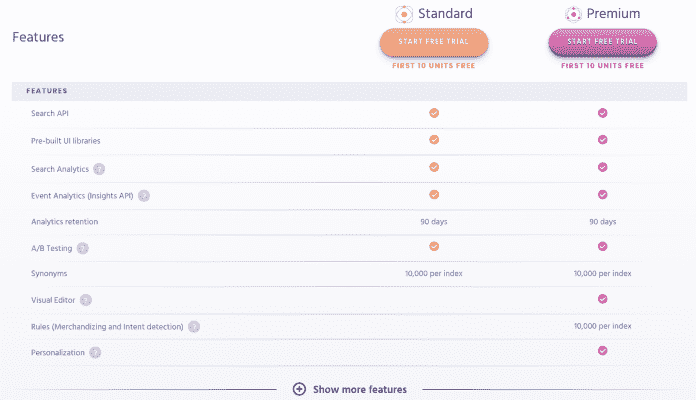 Standard Premium
Features
START FREE TRIAL START FREE TRIAL
FIRST 10 UNITS FREE FIRST 10 UNITS FREE
FEATURES
Search API
Pre-built UI libraries
Search Analytics
Event Analytics (Insights API)
Analytics retention 90 days 90 days
A/B Testing
Synonyms 10,000 per index 10,000 per index
Visual Editor
Rules (Merchandizing and Intent detection) 10,000 per index
Personalization
Show more features